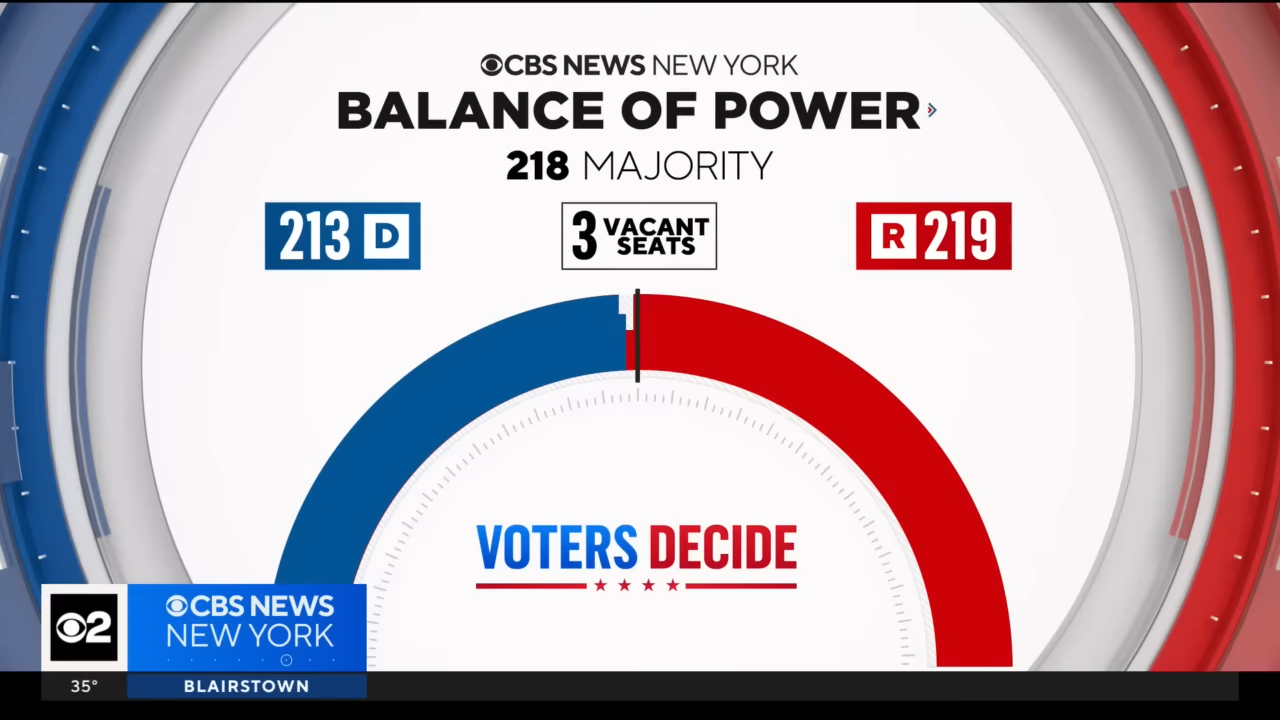 CBS NEWS NEW YORK
BALANCE OF POWER
218 MAJORITY
213 D
3 VACANT SEATS
R 219
VOTERS DECIDE
2
CBS NEWS
NEW YORK
35°
BLAIRSTOWN